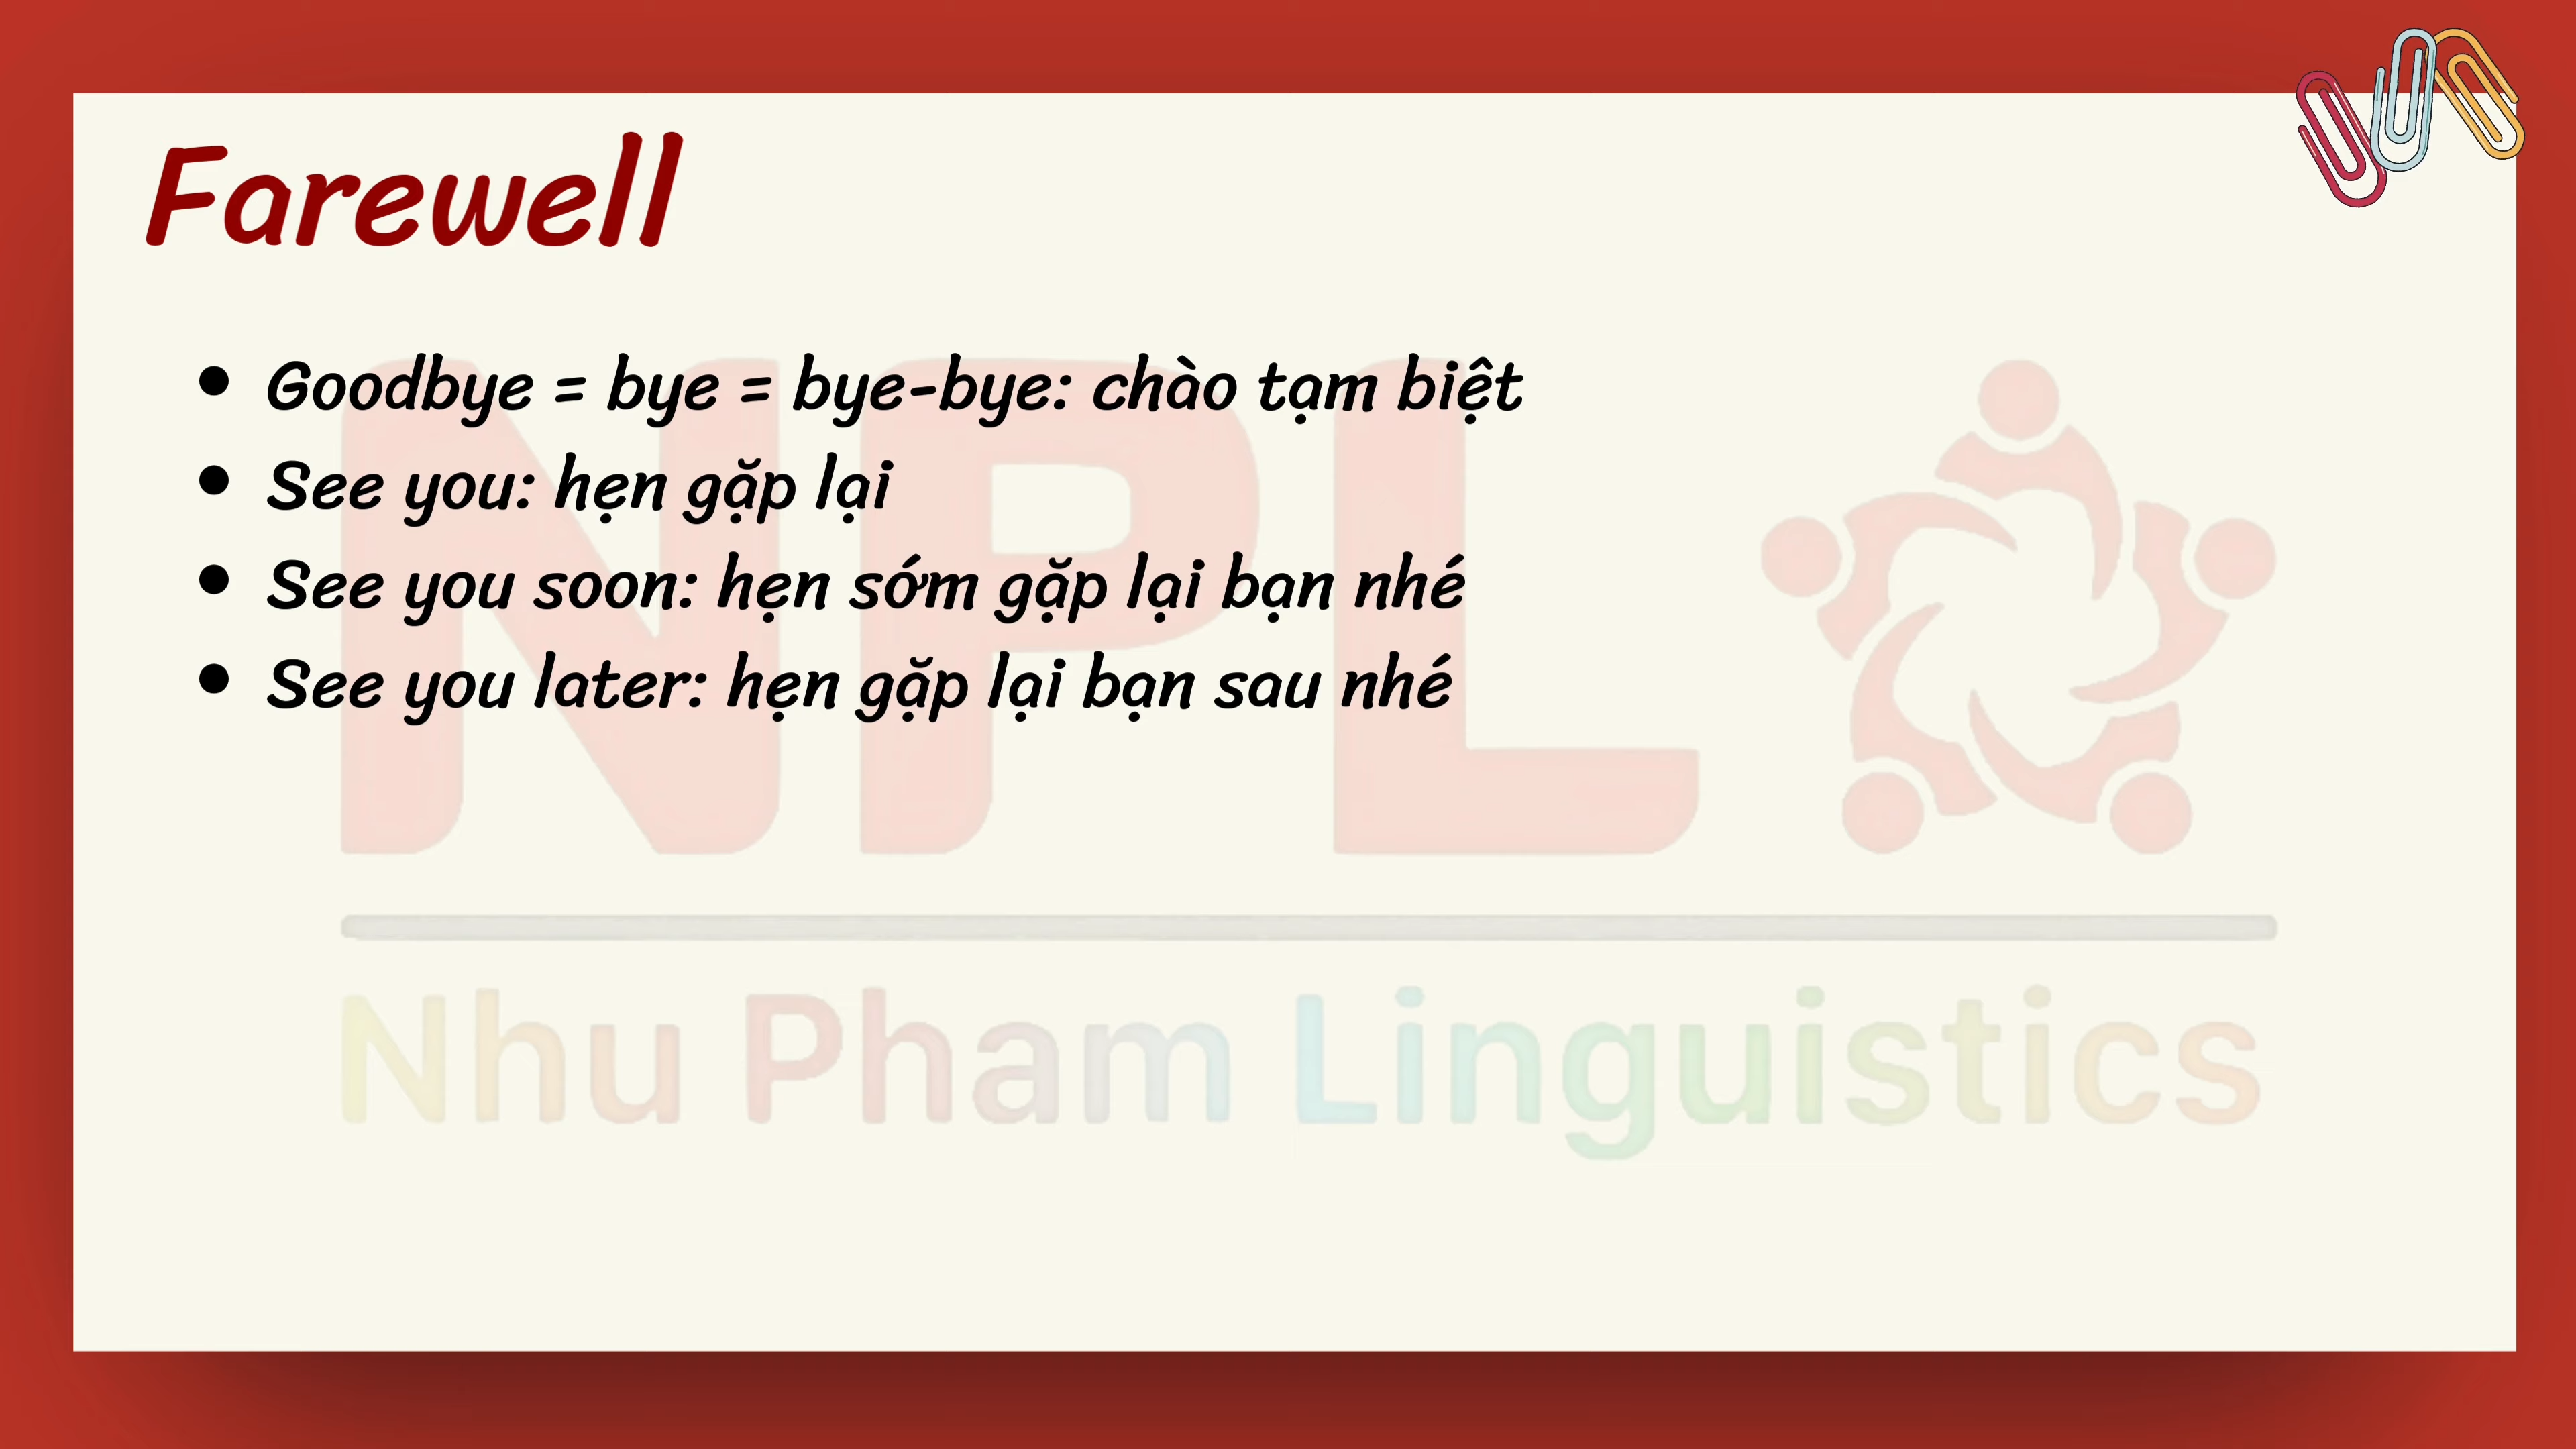 Farewell
• Goodbye = bye = bye-bye: chào tạm biệt
• See you: hẹn gặp lại
• See you soon: hẹn sớm gặp lại bạn nhé
• See you later: hẹn gặp lại bạn sau nhé
NPL
Nhu Pham Linguistics